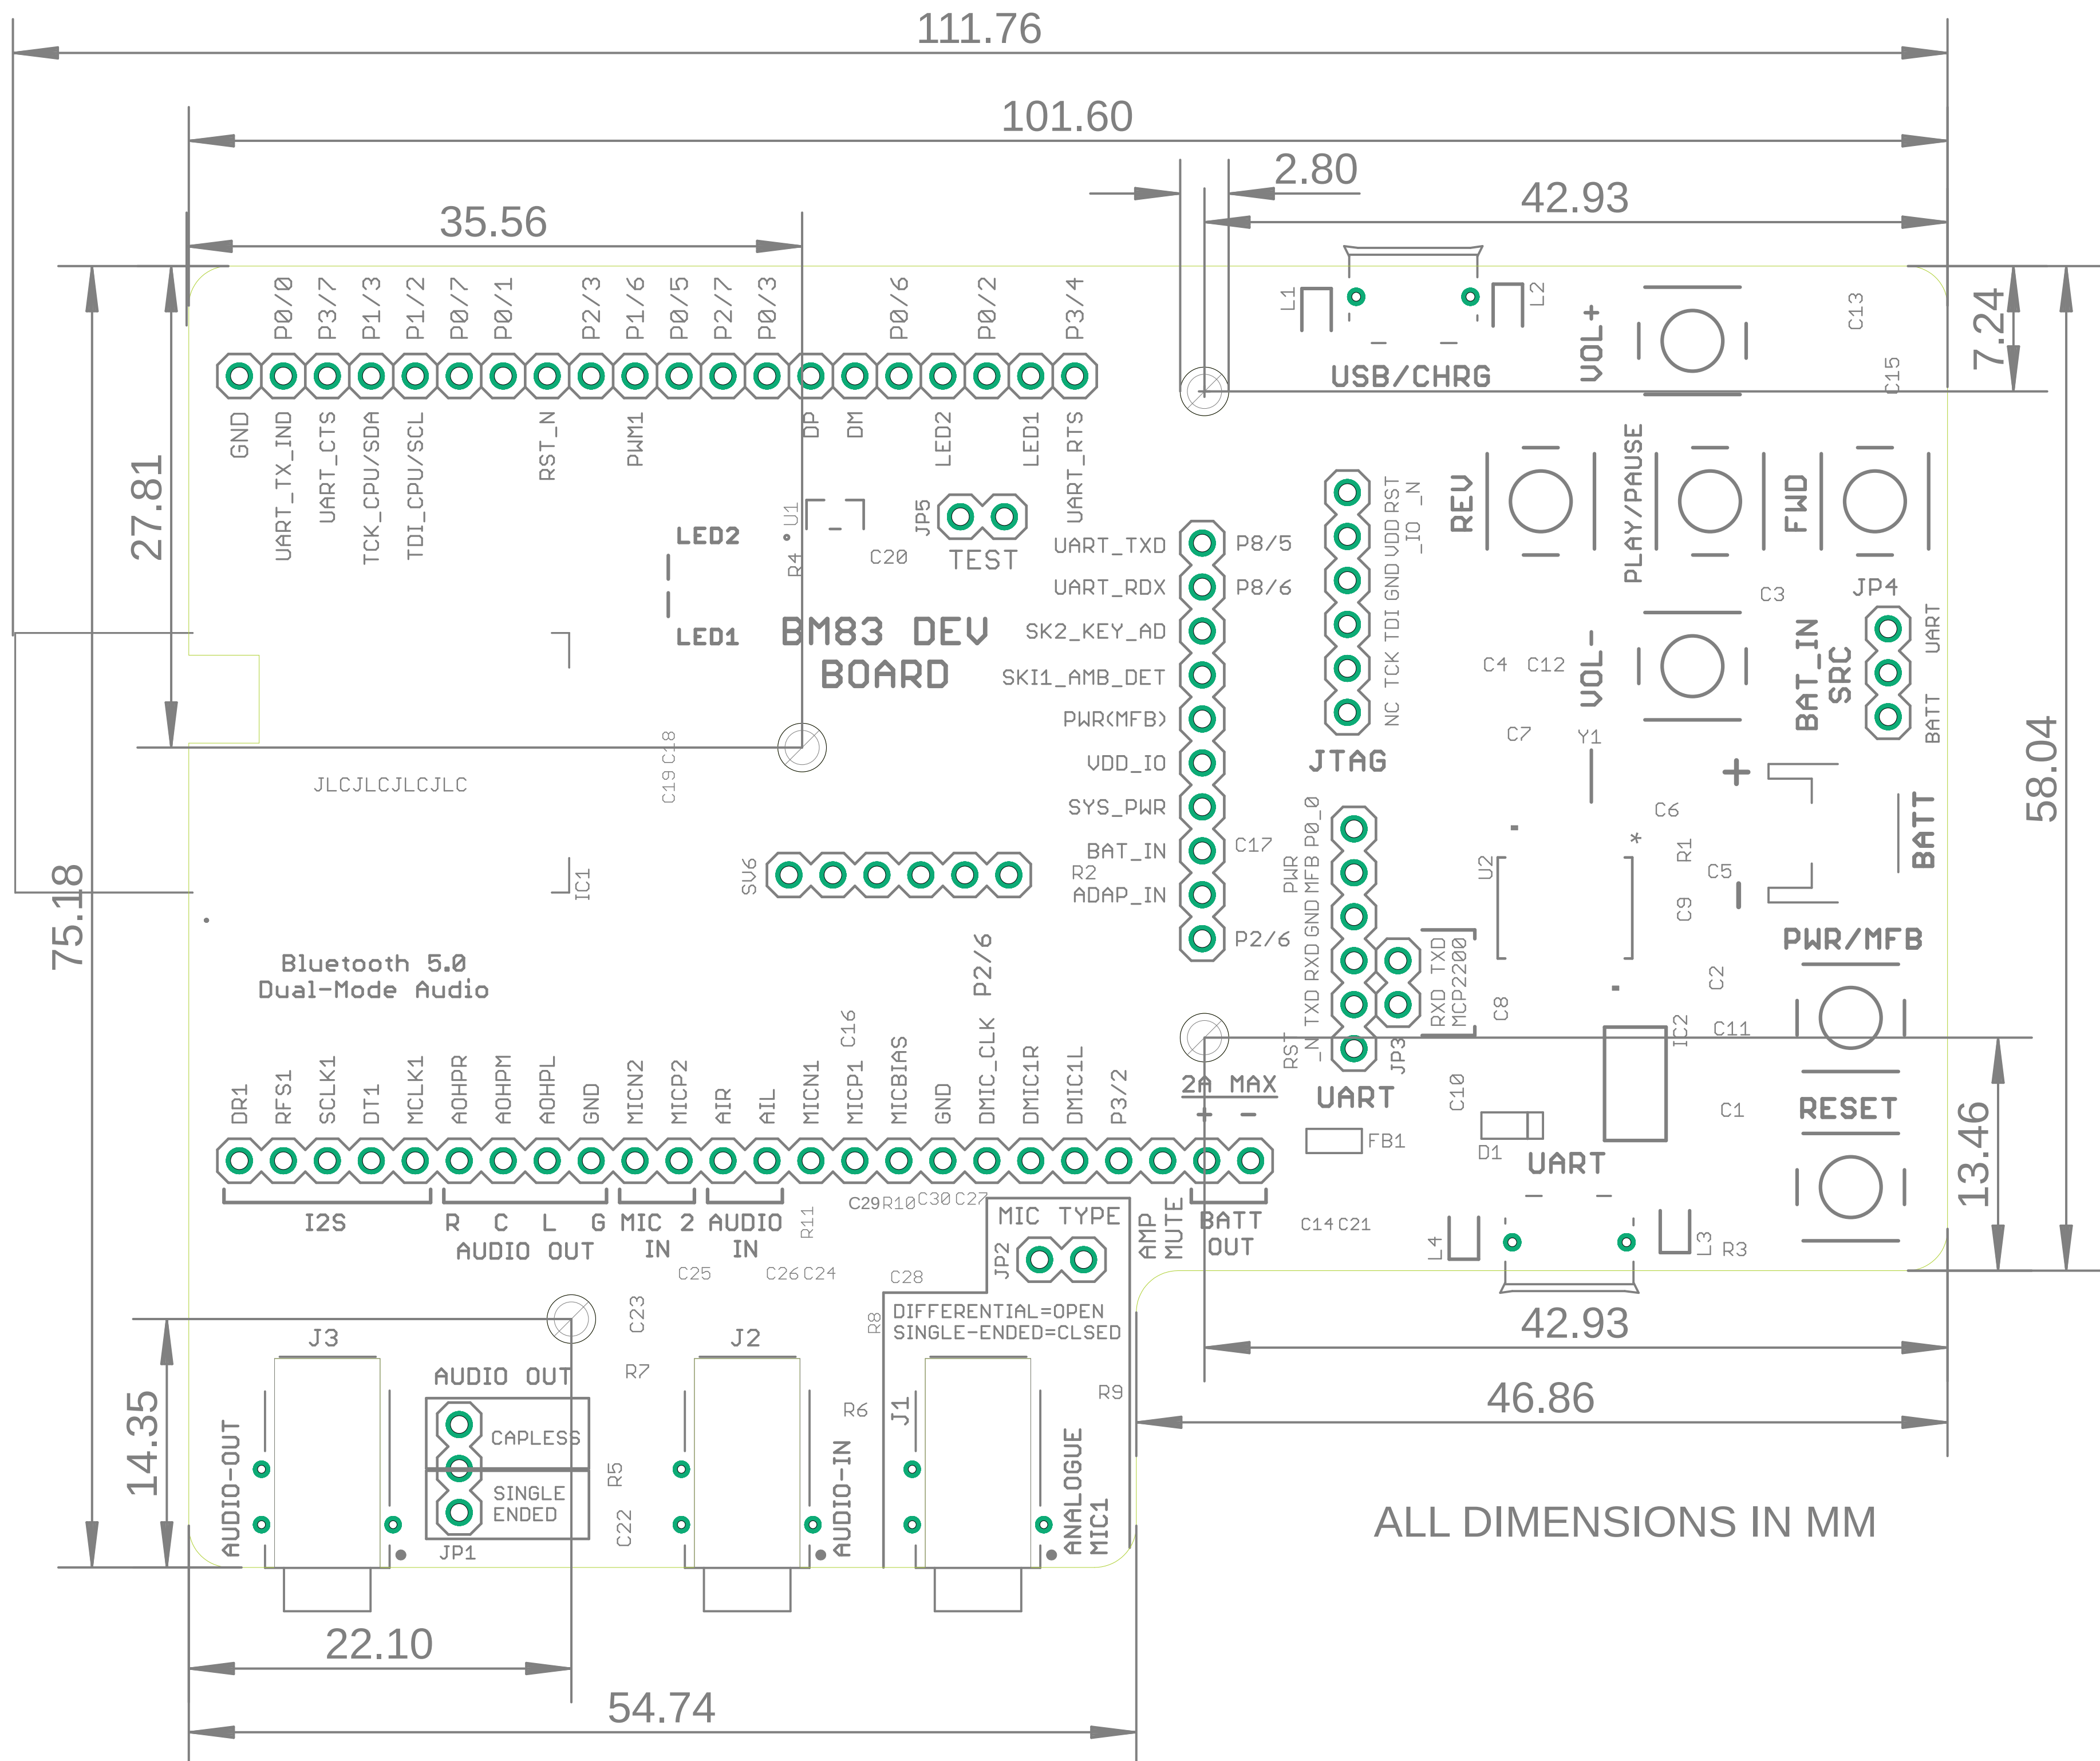 111.76
101.60
2.80
42.93
35.56
P0/0
P3/7
P1/3
P1/2
P0/7
P0/1
P2/3
P1/6
P0/5
P2/7
P0/3
P0/6
P0/2
P3/4
GND
UART_TX_IND
UART_CTS
TCK_CPU/SDA
TDI_CPU/SCL
RST_N
PWM1
DP
DM
LED2
LED1
UART_RTS
L1
L2
USB/CHRG
VOL+
C13
C15
7.24
27.81
LED2
LED1
U1
R4
C20
JP5
TEST
BM83 DEV
BOARD
UART_TXD
UART_RDX
SK2_KEY_AD
SKI1_AMB_DET
PWR(MFB)
VDD_IO
SYS_PWR
BAT_IN
ADAP_IN
P8/5
P8/6
C17
R2
P2/6
RST
_N
VDD
_IO
GND
TDI
TCK
NC
JTAG
REV
PLAY/PAUSE
FWD
C3
JP4
C4
C12
VOL-
BAT_IN
SRC
UART
BATT
C7
Y1
+
-
BATT
58.04
C6
*
R1
U2
C5
C9
PWR/MFB
C2
C8
IC2
C11
C10
C1
RESET
13.46
75.18
JLCJLCJLCJLC
C18
C19
IC1
SV6
Bluetooth 5.0
Dual-Mode Audio
P0_0
PWR
MFB
GND
RXD
TXD
RST
_N
RXD TXD
MCP2200
JP3
UART
2A MAX
+ -
FB1
D1
UART
DR1
RFS1
SCLK1
DT1
MCLK1
AOHPR
AOHPM
AOHPL
GND
MICN2
MICP2
AIR
AIL
MICN1
MICP1
C16
MICBIAS
GND
DMIC_CLK
P2/6
DMIC1R
DMIC1L
P3/2
I2S
R C L G
AUDIO OUT
MIC 2
IN
AUDIO
IN
R11
C29
R10
C30
C27
MIC TYPE
JP2
AMP
MUTE
BATT
OUT
C14
C21
L4
L3
R3
C25
C26
C24
C28
C23
R8
DIFFERENTIAL=OPEN
SINGLE-ENDED=CLSED
J3
AUDIO OUT
CAPLESS
SINGLE
ENDED
JP1
AUDIO-OUT
R7
R5
C22
J2
R6
AUDIO-IN
J1
R9
ANALOGUE
MIC1
42.93
46.86
14.35
ALL DIMENSIONS IN MM
22.10
54.74